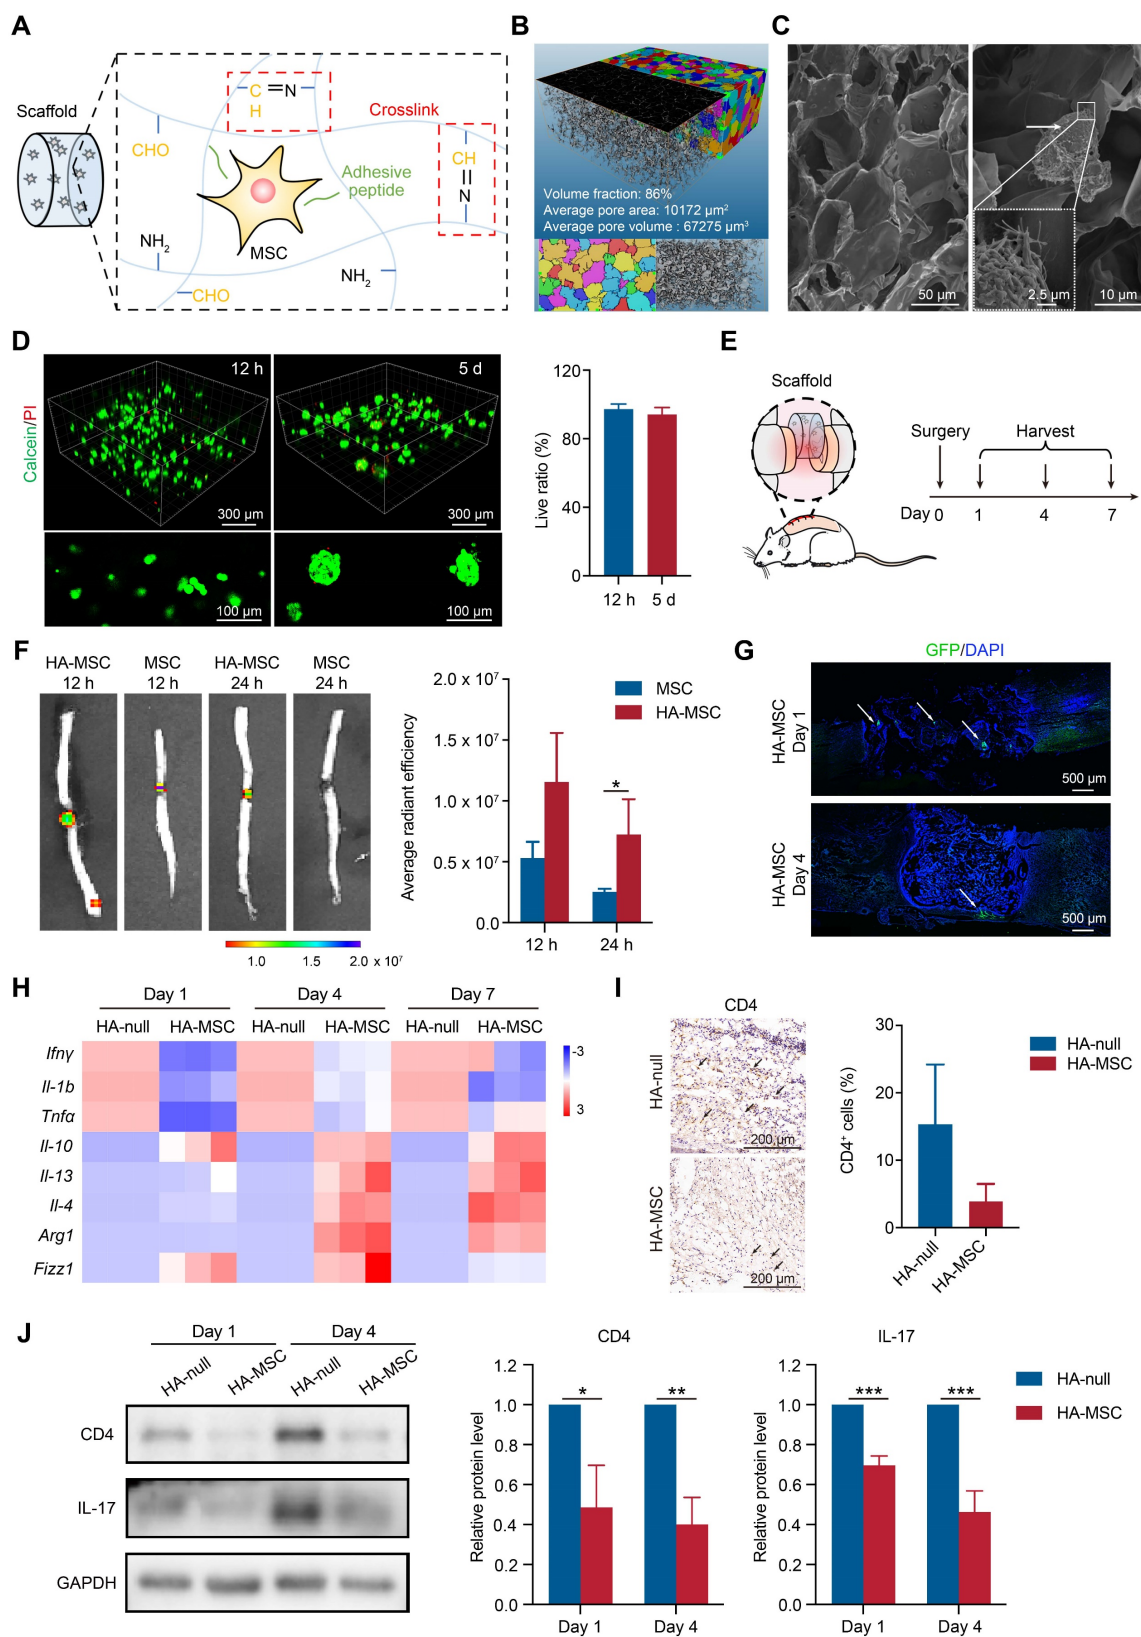 A
Scaffold
C
H
=N
Crosslink
CHO
Adhesive
peptide
CH
N
NH2
MSC
NH2
CHO
B
Volume fraction: 86%
Average pore area: 10172 µm²
Average pore volume : 67275 µm³
C
50 µm
2.5 µm
10 µm
D
Calcein/PI
12 h
5 d
300 µm
300 µm
100 µm
100 µm
Live ratio (%)
120
80
40
0
12 h
5 d
E
Scaffold
Surgery
Harvest
Day 0 1 4 7
F
HA-MSC
12 h
MSC
12 h
HA-MSC
24 h
MSC
24 h
1.0 1.5 2.0 x 10⁷
Average radiant efficiency
2.0 x 10⁷
1.5 x 10⁷
1.0 x 10⁷
0.5 x 10⁷
0.0
MSC
HA-MSC
*
12 h
24 h
G
GFP/DAPI
HA-MSC
Day 1
500 µm
HA-MSC
Day 4
500 µm
H
Day 1 Day 4 Day 7
HA-null HA-MSC HA-null HA-MSC HA-null HA-MSC
Ifnγ
Il-1b
Tnfα
Il-10
Il-13
Il-4
Arg1
Fizz1
-3
3
I
CD4
HA-null
200 µm
HA-MSC
200 µm
CD4⁺ cells (%)
30
20
10
0
HA-null
HA-MSC
HA-null
HA-MSC
J
Day 1 Day 4
HA-null HA-MSC HA-null HA-MSC
CD4
IL-17
GAPDH
CD4
Relative protein level
1.2
1.0
0.8
0.6
0.4
0.2
0.0
* **
Day 1 Day 4
IL-17
Relative protein level
1.2
1.0
0.8
0.6
0.4
0.2
0.0
*** ***
Day 1 Day 4
HA-null
HA-MSC